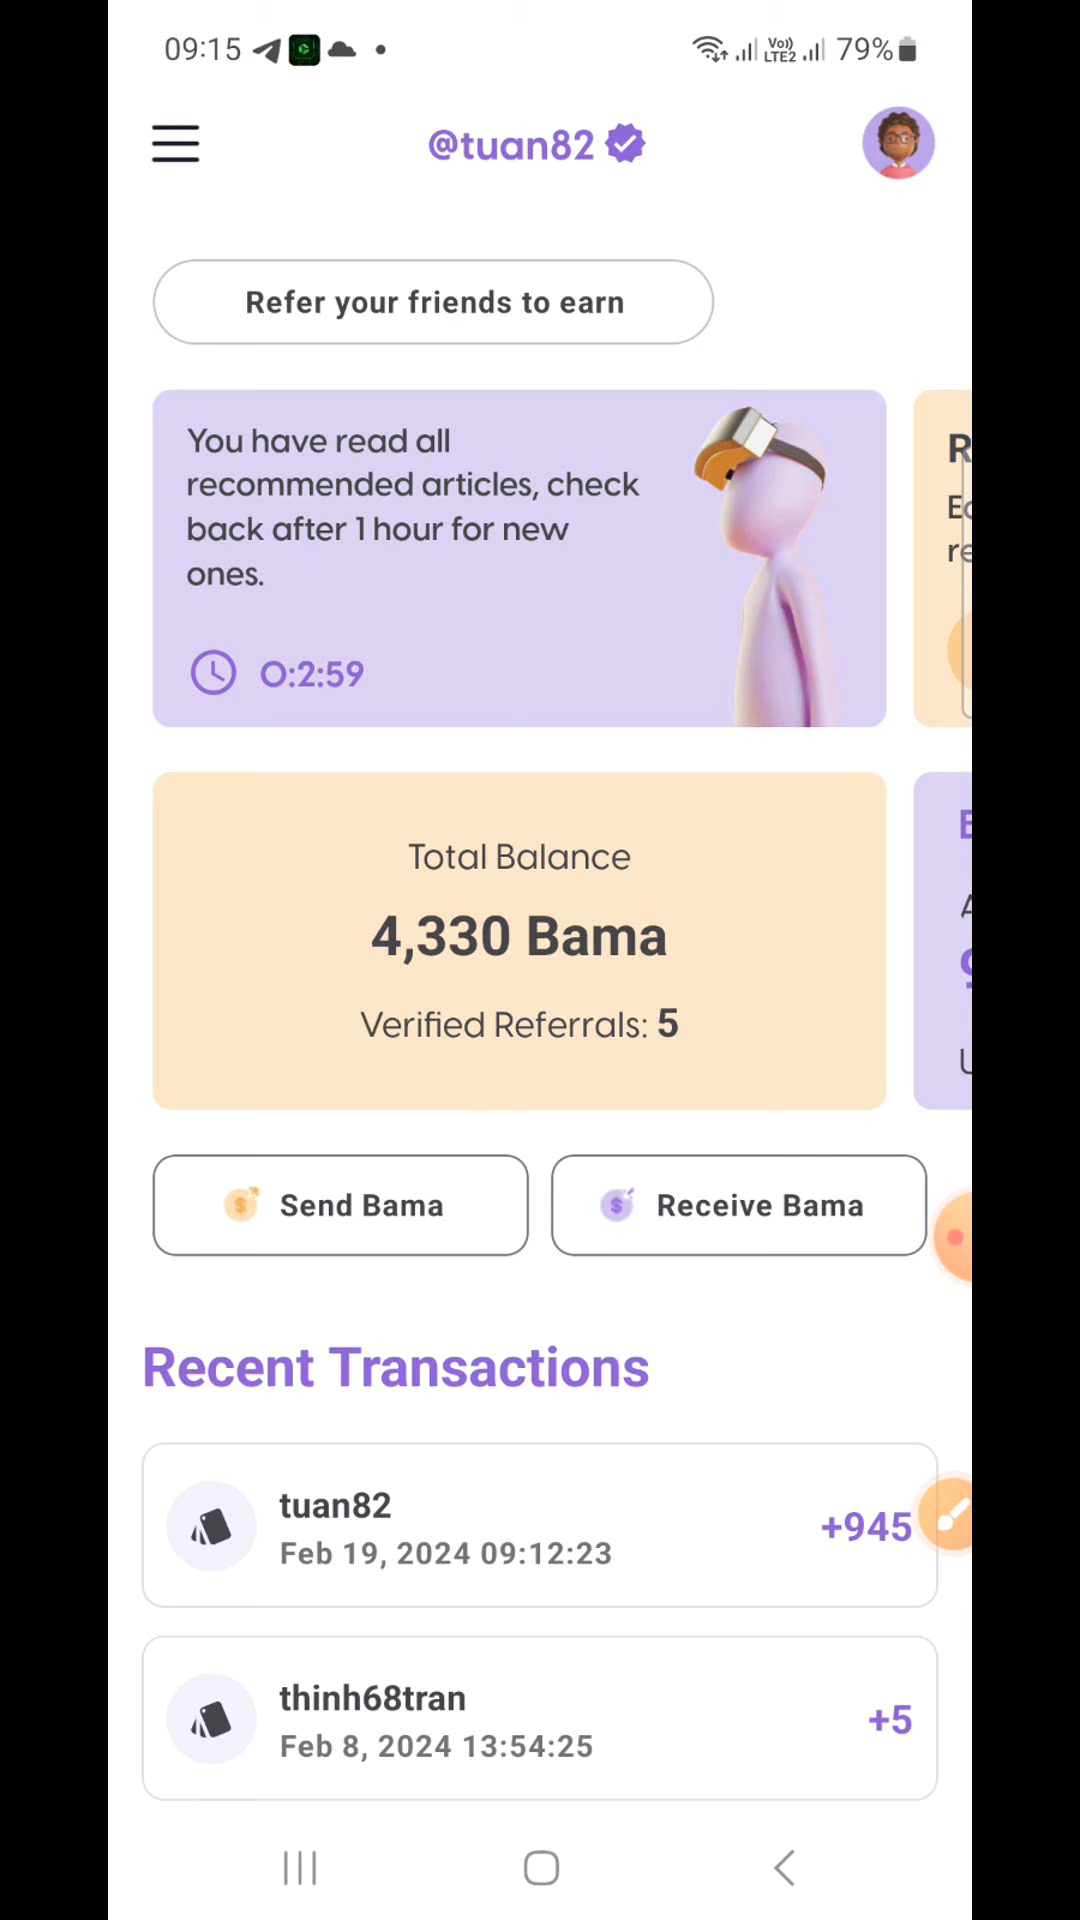 09:15
Vo))
LTE2
79%
@tuan82
Refer your friends to earn
You have read all
recommended articles, check
back after 1 hour for new
ones.
0:2:59
Total Balance
4,330 Bama
Verified Referrals: 5
Send Bama
Receive Bama
Recent Transactions
tuan82
Feb 19, 2024 09:12:23
+945
thinh68tran
Feb 8, 2024 13:54:25
+5